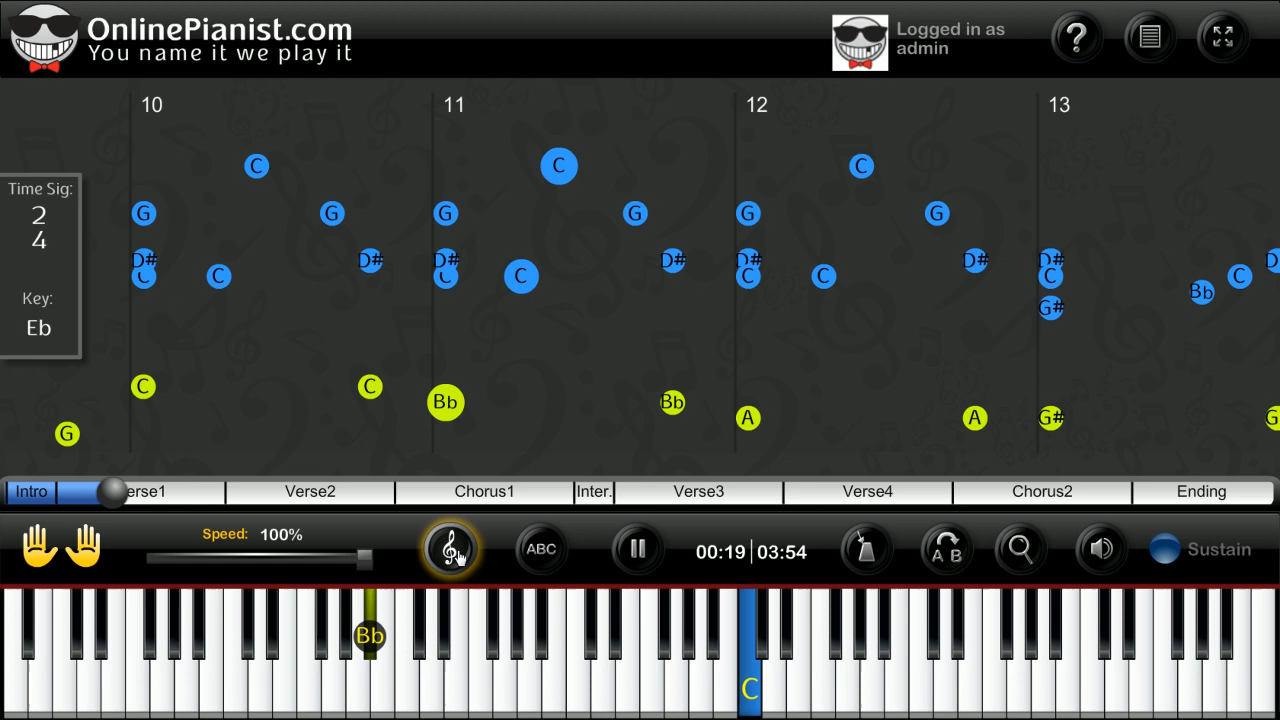 OnlinePianist.com
You name it we play it
Logged in as
admin
?
10 11 12 13
C C C
G G G G G G
D# D# D# D# D# D# D# D
C C C C C C C C
Bb
G#
Time Sig:
2
4
Key:
Eb
C C
Bb Bb
A A G# G
G
Intro erse1 Verse2 Chorus1 Inter. Verse3 Verse4 Chorus2 Ending
Speed: 100%
ABC
00:19|03:54
A B
Sustain
Bb
C